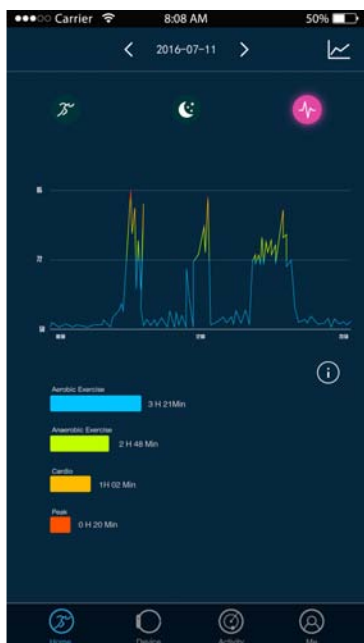 Carrier 8:08 AM 50%
2016-07-11
72
Aerobic Exercise
3 H 21Min
Anaerobic Exercise
2 H 48 Min
Cardio
1H 02 Min
Peak
0 H 20 Min
Home Device Activity Me